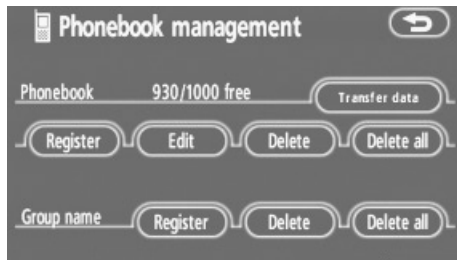 Phonebook management
Phonebook 930/1000 free Transfer data
Register Edit Delete Delete all
Group name Register Delete Delete all